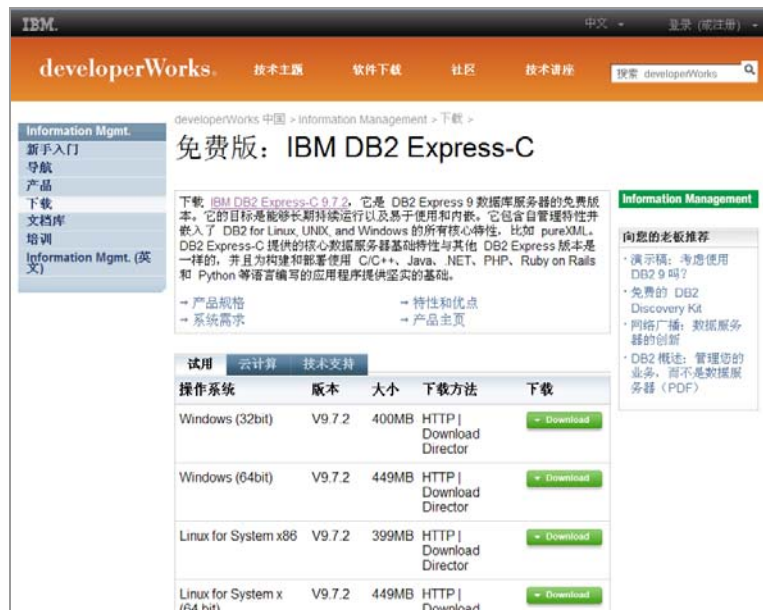 IBM.
中文
登录 (或注册)
developerWorks.
技术主题
软件下载
社区
技术讲座
搜索 developerWorks
developerWorks 中国 > Information Management > 下载 >
免费版：IBM DB2 Express-C
Information Mgmt.
新手入门
导航
产品
下载
文档库
培训
Information Mgmt. (英
文)
下载 IBM DB2 Express-C 9.7.2，它是 DB2 Express 9 数据库服务器的免费版
本。它的目标是能够长期持续运行以及易于使用和内嵌。它包含自管理特性并
嵌入了 DB2 for Linux, UNIX, and Windows 的所有核心特性，比如 pureXML。
DB2 Express-C 提供的核心数据服务器基础特性与其他 DB2 Express 版本是
一样的，并且为构建和部署使用 C/C++、Java、.NET、PHP、Ruby on Rails
和 Python 等语言编写的应用程序提供坚实的基础。
→ 产品规格
→ 特性和优点
→ 系统需求
→ 产品主页
Information Management
向您的老板推荐
· 演示稿：考虑使用
DB2 9 吗？
· 免费的 DB2
Discovery Kit
· 网络广播：数据服务
器的创新
· DB2 概述：管理您的
业务，而不是数据服
务器（PDF）
试用
云计算
技术支持
操作系统 版本 大小 下载方法 下载
Windows (32bit) V9.7.2 400MB HTTP | Download
Download
Director
Windows (64bit) V9.7.2 449MB HTTP | Download
Download
Director
Linux for System x86 V9.7.2 399MB HTTP | Download
Download
Director
Linux for System x V9.7.2 449MB HTTP | Download
(64 bit) Download